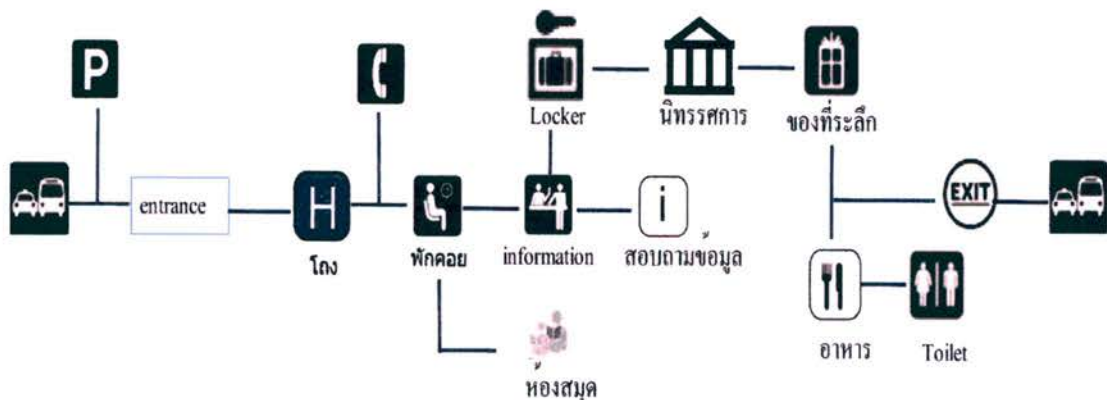 P
Locker
นิทรรศการ
ของที่ระลึก
entrance
H
i
EXIT
โถง
พักคอย
information
สอบถามข้อมูล
อาหาร
Toilet
ห้องสมุด